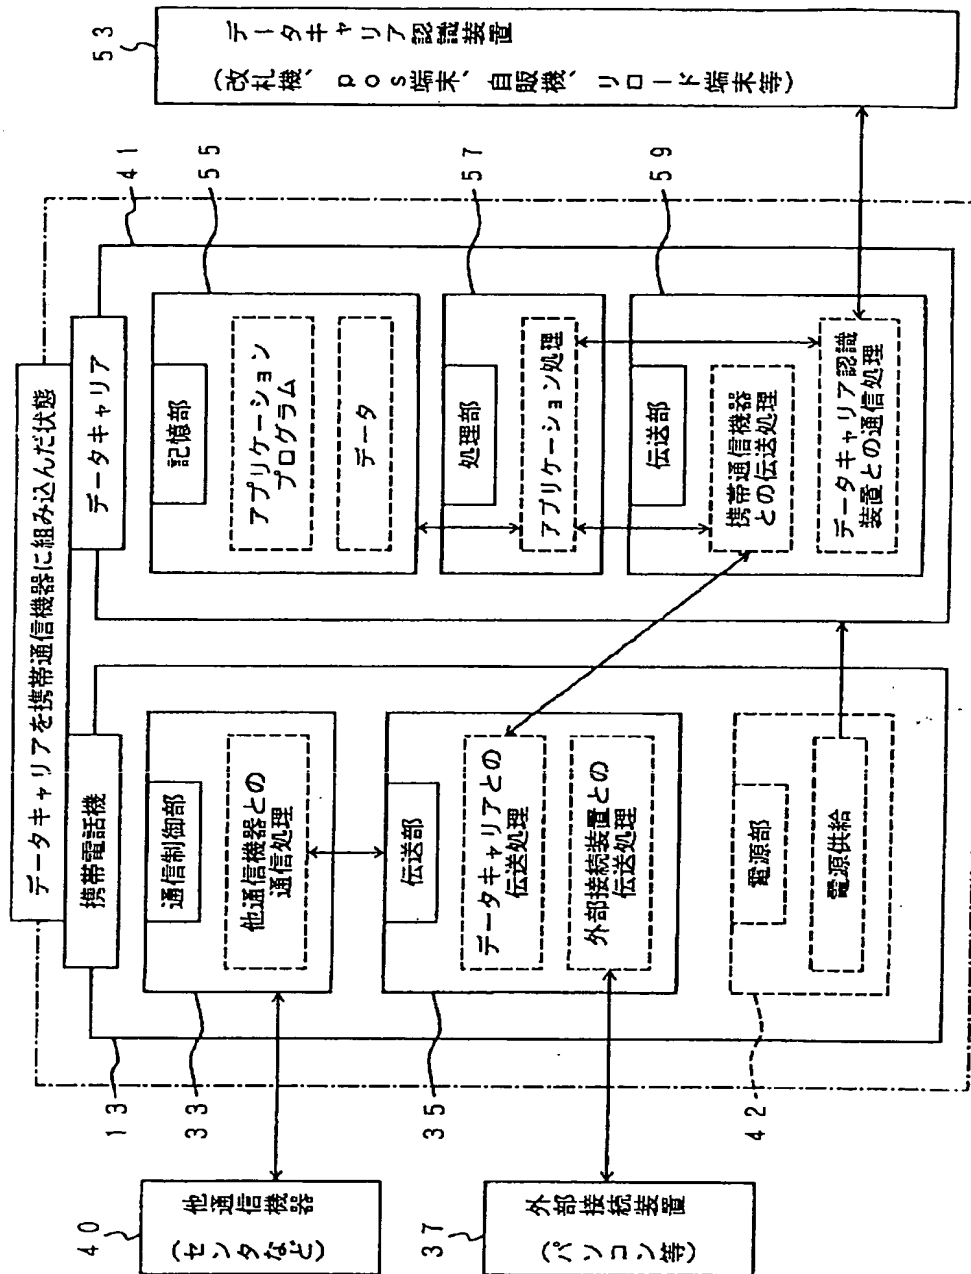 データキャリアを携帯通信機器に組み込んだ状態
40
他通信機器
(センタなど)
37
外部接続装置
(パソコン等)
13
携帯電話機
33
通信制御部
他通信機器との
通信処理
35
伝送部
データキャリアとの
伝送処理
外部接続装置との
伝送処理
42
電源部
電源供給
41
データキャリア
55
記憶部
アプリケーション
プログラム
データ
57
処理部
アプリケーション処理
59
伝送部
携帯通信機器
との伝送処理
データキャリア認識
装置との通信処理
53
データキャリア認識装置
(改札機、pos端末、自販機、リロード端末等)